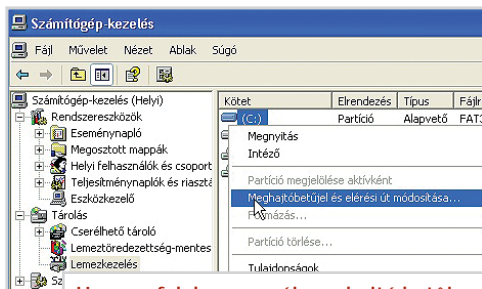 Számítógép-kezelés
Fájl Művelet Nézet Ablak Súgó
Számítógép-kezelés (Helyi)
Rendszereszközök
Eseménynapló
Megosztott mappák
Helyi felhasználók és csoport
Teljesítménynaplók és riasztá
Eszközkezelő
Tárolás
Cserélhető tároló
Lemeztöredezettség-mentes
Lemezkezelés
Sz
Kötet Elrendezés Típus Fájlr
(C:) Partíció Alapvető FAT3
Megnyitás
Intéző
Partíció megjelölése aktívként
Meghajtóbetűjel és elérési út módosítása...
Formázás...
Partíció törlése...
Tulajdonságok